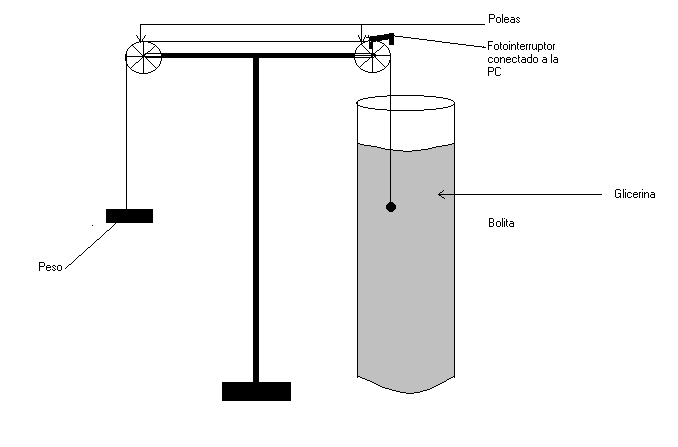 Poleas
Fotointerruptor
conectado a la
PC
Glicerina
Bolita
Peso